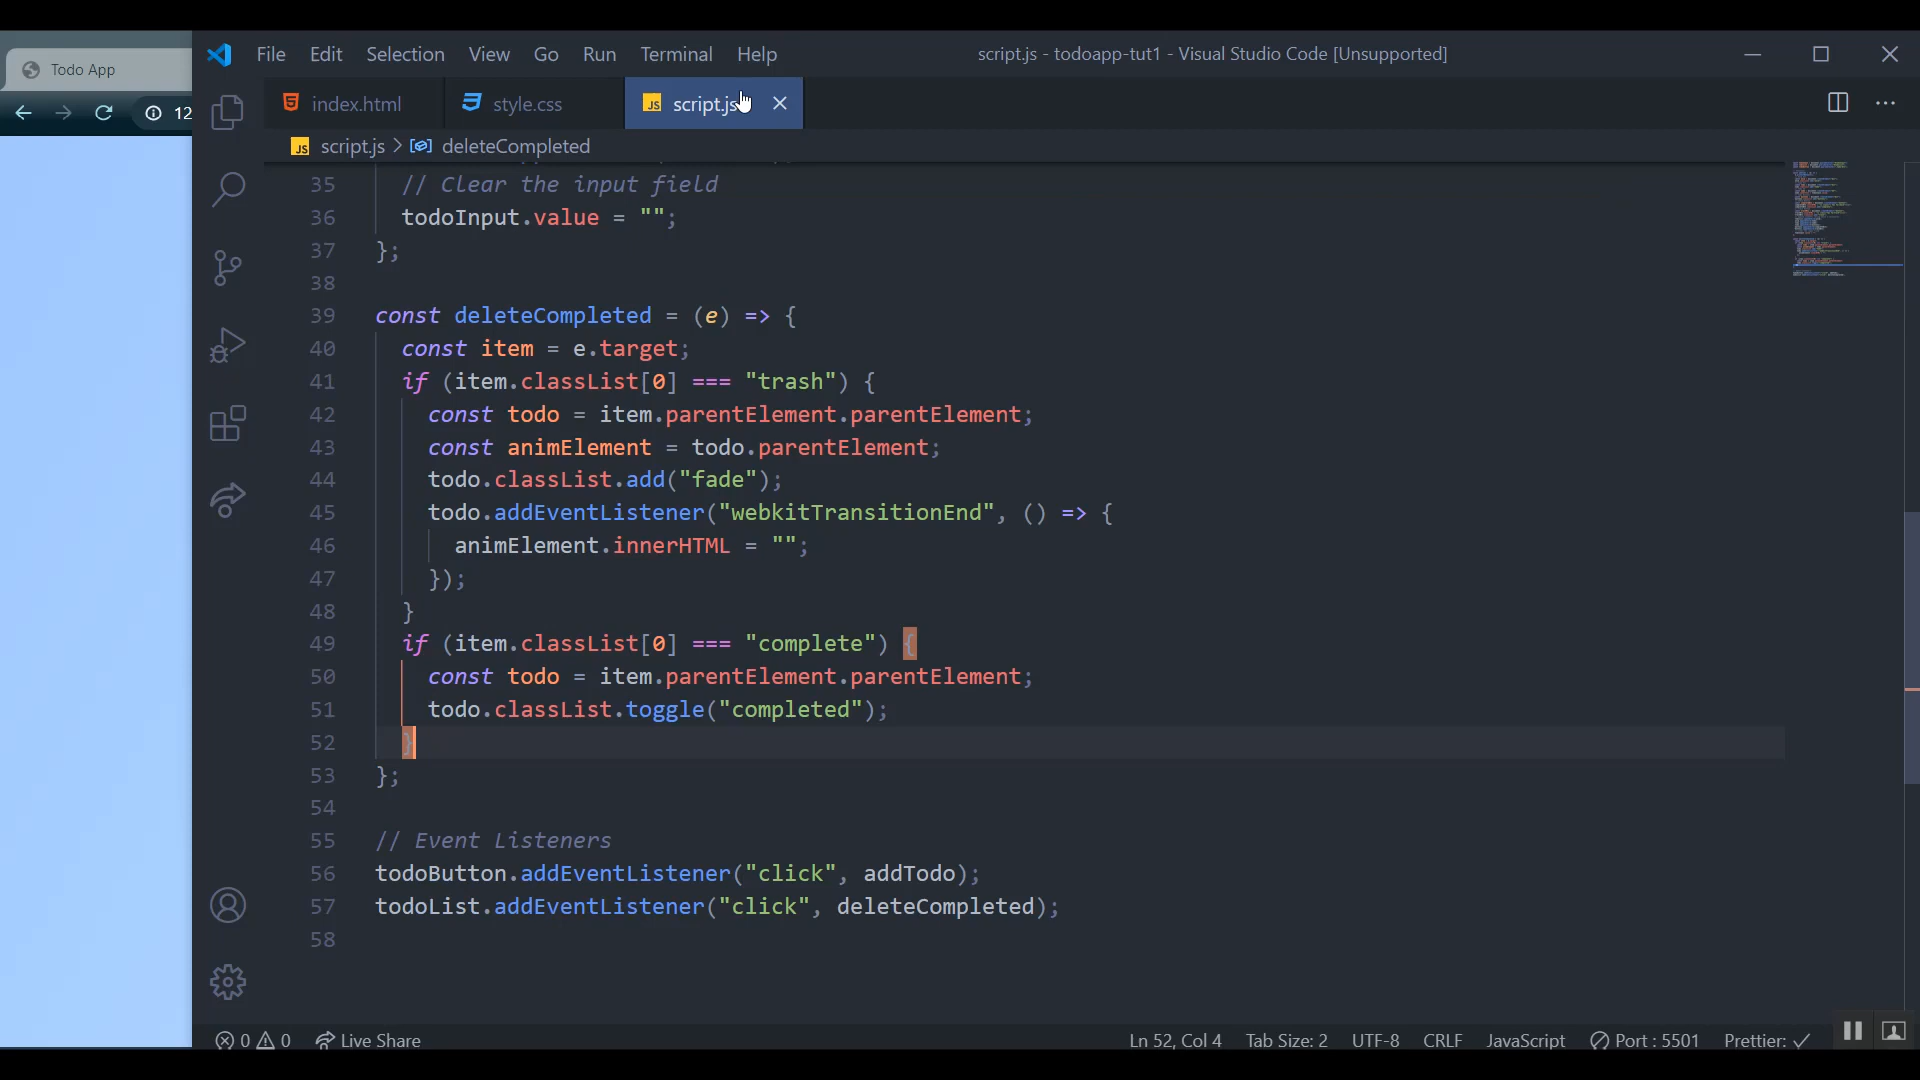 Todo App
12
File Edit Selection View Go Run Terminal Help
script.js - todoapp-tut1 - Visual Studio Code [Unsupported]
index.html
style.css
JS script.js
JS script.js > deleteCompleted
35 // Clear the input field
36 todoInput.value = "";
37 };
38
39 const deleteCompleted = (e) => {
40 const item = e.target;
41 if (item.classList[0] === "trash") {
42 const todo = item.parentElement.parentElement;
43 const animElement = todo.parentElement;
44 todo.classList.add("fade");
45 todo.addEventListener("webkitTransitionEnd", () => {
46 animElement.innerHTML = "";
47 });
48 }
49 if (item.classList[0] === "complete") {
50 const todo = item.parentElement.parentElement;
51 todo.classList.toggle("completed");
52 }
53 };
54
55 // Event Listeners
56 todoButton.addEventListener("click", addTodo);
57 todoList.addEventListener("click", deleteCompleted);
58
0 0 Live Share Ln 52, Col 4 Tab Size: 2 UTF-8 CRLF JavaScript Port : 5501 Prettier: ✓